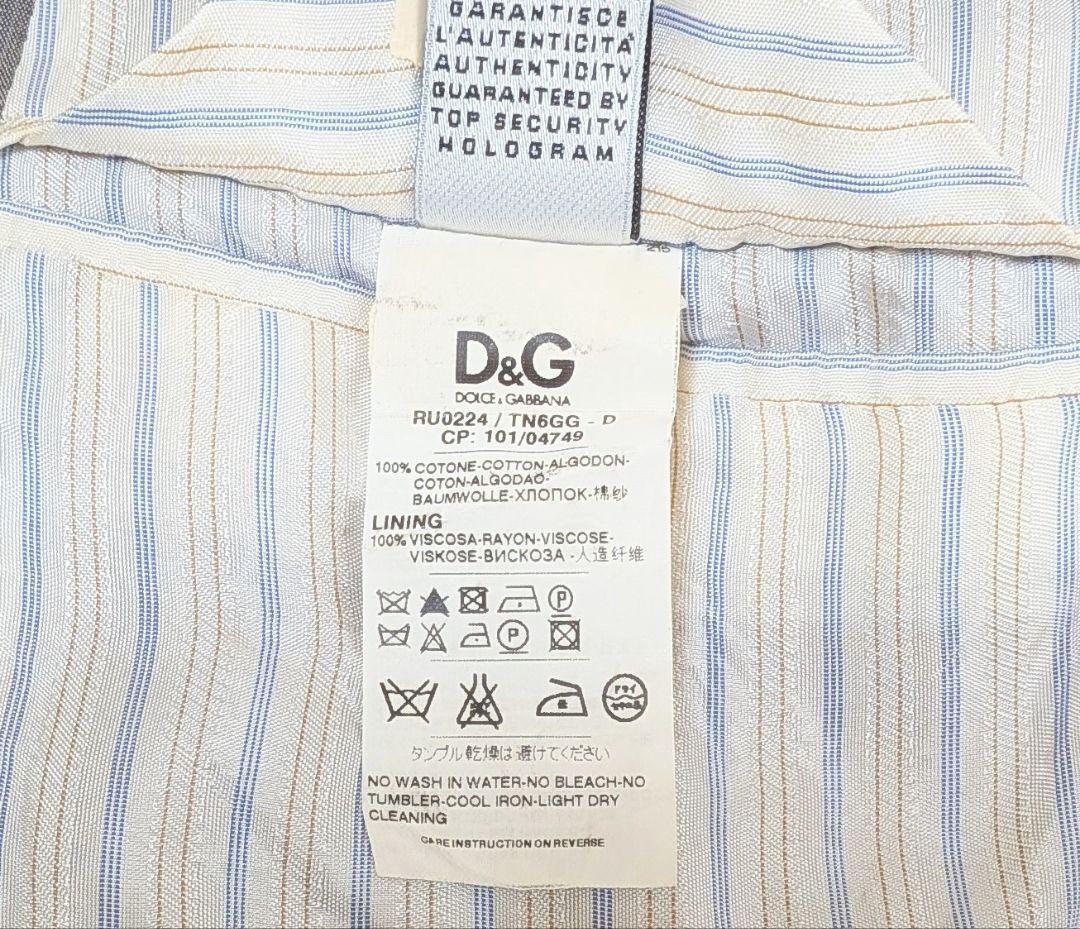 GARANTISCE
L'AUTENTICITÀ
AUTHENTICITY
GUARANTEED BY
TOP SECURITY
HOLOGRAM
D&G
DOLCE & GABBANA
RU0224 / TN6GG - D
CP: 101/04749
100% COTONE-COTTON-ALGODON-
COTON-ALGODAO-
BAUMWOLLE-ХЛОПОК-棉纱
LINING
100% VISCOSA-RAYON-VISCOSE-
VISKOSE-ВИСКОЗА -人造纤维
P
P
ドライ
タンブル乾燥は避けてください
NO WASH IN WATER-NO BLEACH-NO
TUMBLER-COOL IRON-LIGHT DRY
CLEANING
CARE INSTRUCTION ON REVERSE